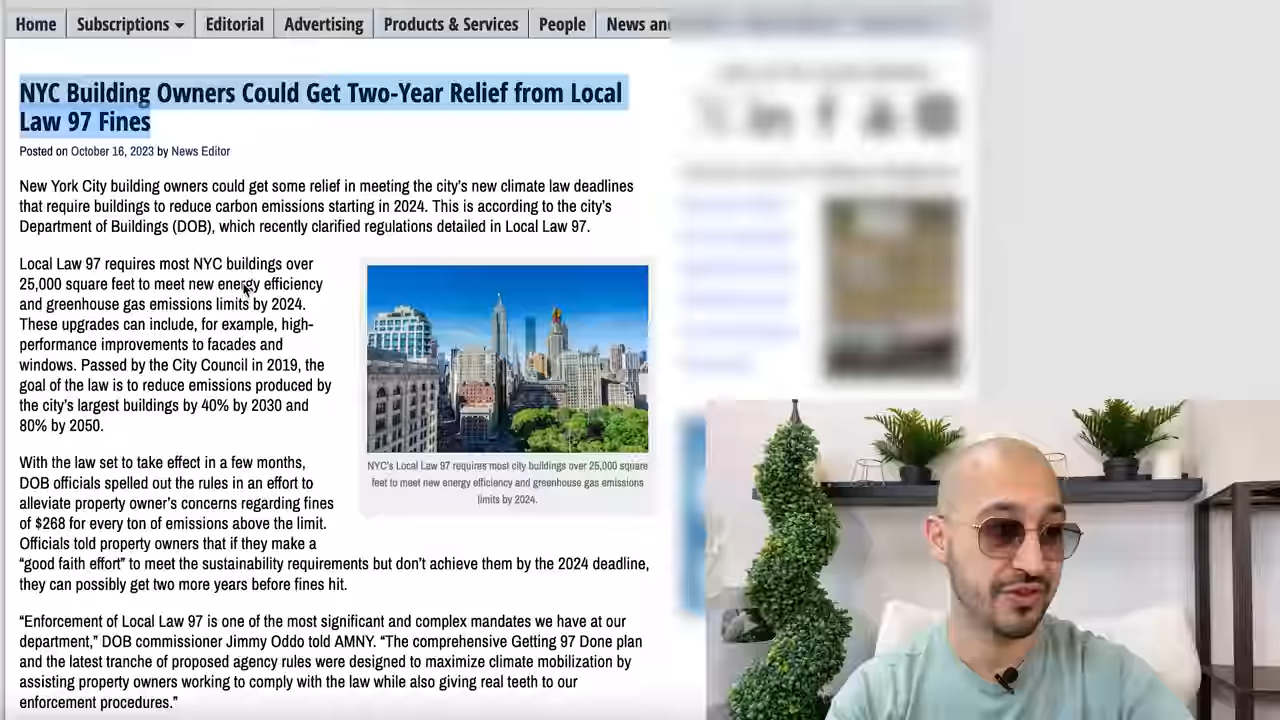 Home Subscriptions Editorial Advertising Products & Services People News an
NYC Building Owners Could Get Two-Year Relief from Local
Law 97 Fines
Posted on October 16, 2023 by News Editor
New York City building owners could get some relief in meeting the city’s new climate law deadlines
that require buildings to reduce carbon emissions starting in 2024. This is according to the city’s
Department of Buildings (DOB), which recently clarified regulations detailed in Local Law 97.
Local Law 97 requires most NYC buildings over
25,000 square feet to meet new energy efficiency
and greenhouse gas emissions limits by 2024.
These upgrades can include, for example, high-
performance improvements to facades and
windows. Passed by the City Council in 2019, the
goal of the law is to reduce emissions produced by
the city’s largest buildings by 40% by 2030 and
80% by 2050.
NYC’s Local Law 97 requires most city buildings over 25,000 square
feet to meet new energy efficiency and greenhouse gas emissions
limits by 2024.
With the law set to take effect in a few months,
DOB officials spelled out the rules in an effort to
alleviate property owner’s concerns regarding fines
of $268 for every ton of emissions above the limit.
Officials told property owners that if they make a
“good faith effort” to meet the sustainability requirements but don’t achieve them by the 2024 deadline,
they can possibly get two more years before fines hit.
“Enforcement of Local Law 97 is one of the most significant and complex mandates we have at our
department,” DOB commissioner Jimmy Oddo told AMNY. “The comprehensive Getting 97 Done plan
and the latest tranche of proposed agency rules were designed to maximize climate mobilization by
assisting property owners working to comply with the law while also giving real teeth to our
enforcement procedures.”